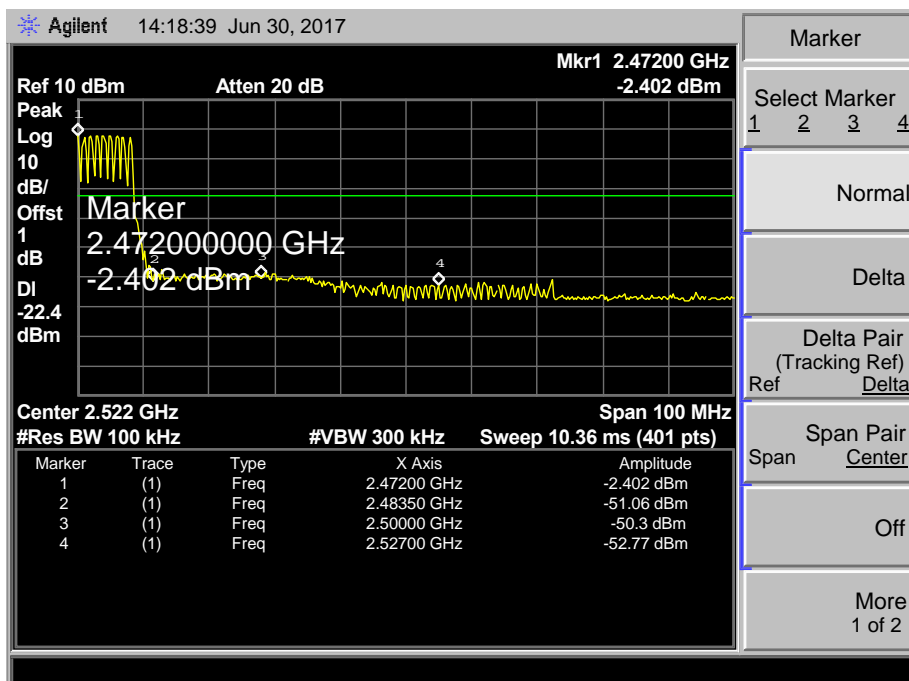 Agilent 14:18:39 Jun 30, 2017
Mkr1 2.47200 GHz
Ref 10 dBm Atten 20 dB -2.402 dBm
Peak
Log
10
dB/
Offst
1
dB
DI
-22.4
dBm
1
Marker
2.472000000 GHz
-2.402 dBm
2
3
4
Center 2.522 GHz Span 100 MHz
#Res BW 100 kHz #VBW 300 kHz Sweep 10.36 ms (401 pts)
Marker Trace Type X Axis Amplitude
1 (1) Freq 2.47200 GHz -2.402 dBm
2 (1) Freq 2.48350 GHz -51.06 dBm
3 (1) Freq 2.50000 GHz -50.3 dBm
4 (1) Freq 2.52700 GHz -52.77 dBm
Marker
Select Marker
1 2 3 4
Normal
Delta
Delta Pair
(Tracking Ref)
Ref Delta
Span Pair
Span Center
Off
More
1 of 2